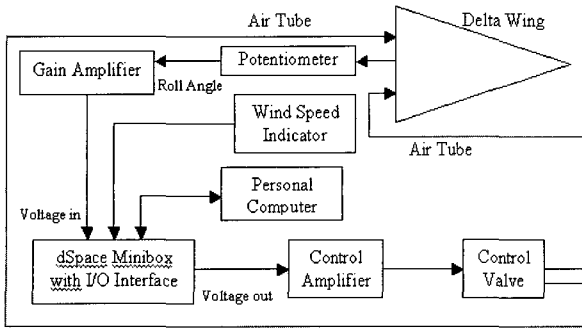 Air Tube
Delta Wing
Gain Amplifier
Potentiometer
Roll Angle
Wind Speed
Indicator
Air Tube
Personal
Computer
Voltage in
dSpace Minibox
with I/O Interface
Voltage out
Control
Amplifier
Control
Valve